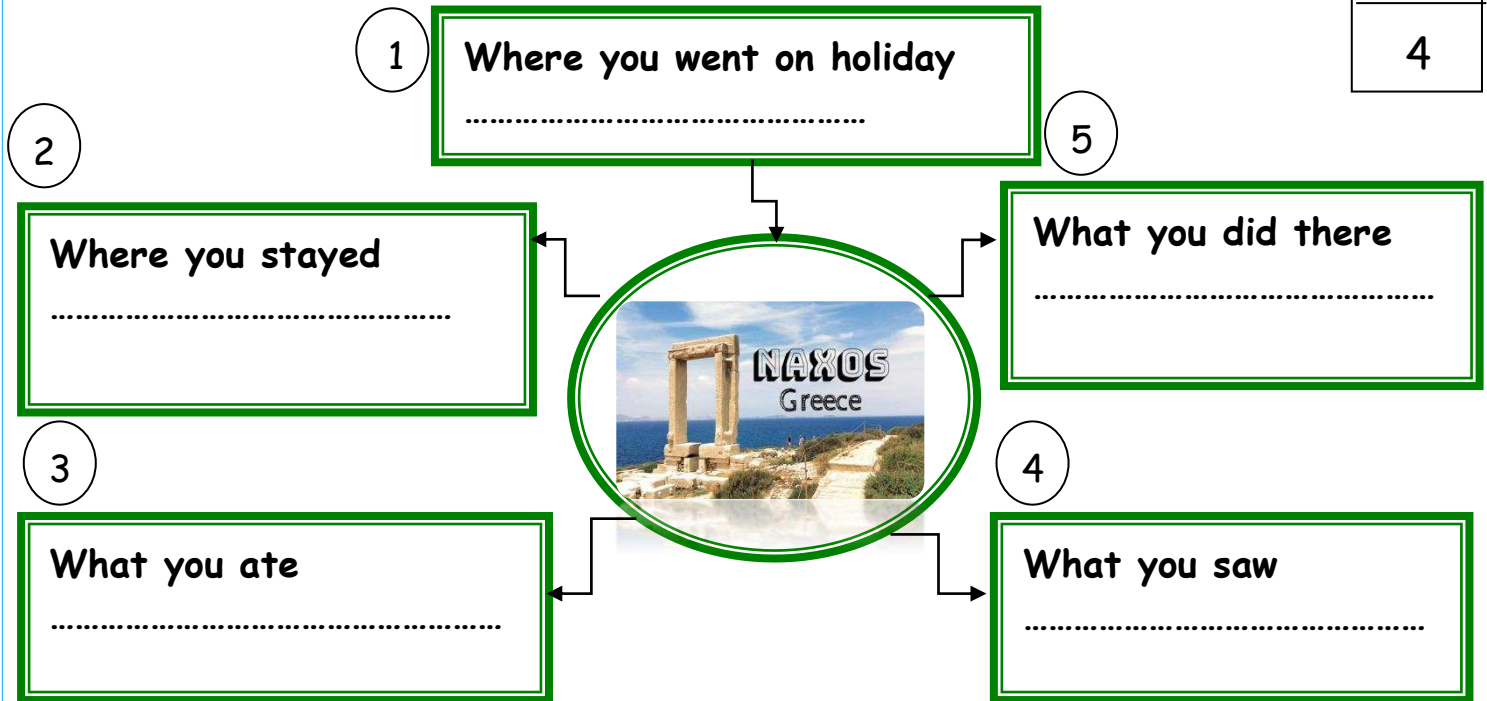 4
1
Where you went on holiday
………………………………………
2
Where you stayed
………………………………………
3
What you ate
……………………………………………
4
What you saw
………………………………………
5
What you did there
………………………………………
NAXOS
Greece